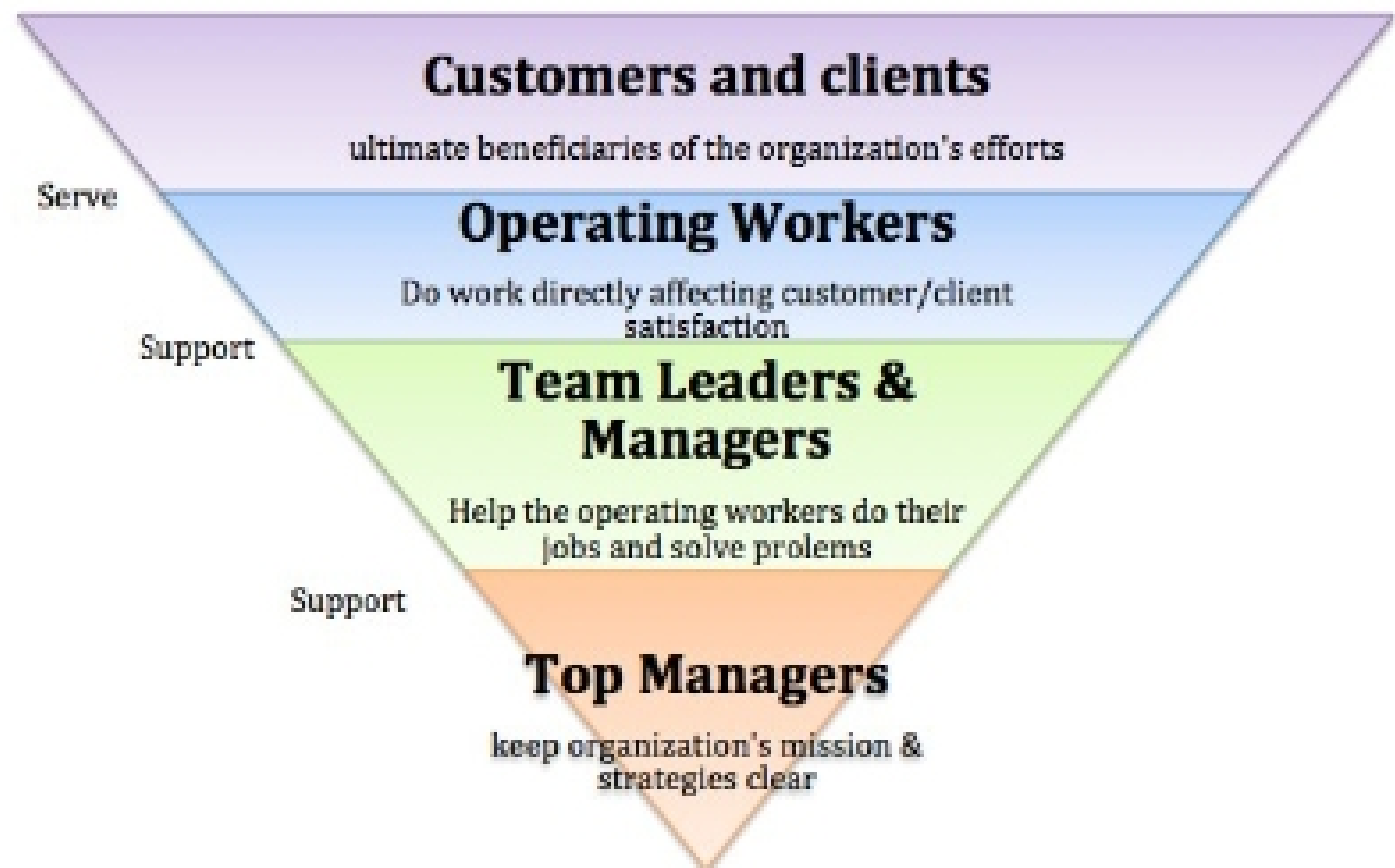 Customers and clients
ultimate beneficiaries of the organization's efforts
Serve
Operating Workers
Do work directly affecting customer/client
satisfaction
Support
Team Leaders &
Managers
Help the operating workers do their
jobs and solve prolems
Support
Top Managers
keep organization's mission &
strategies clear